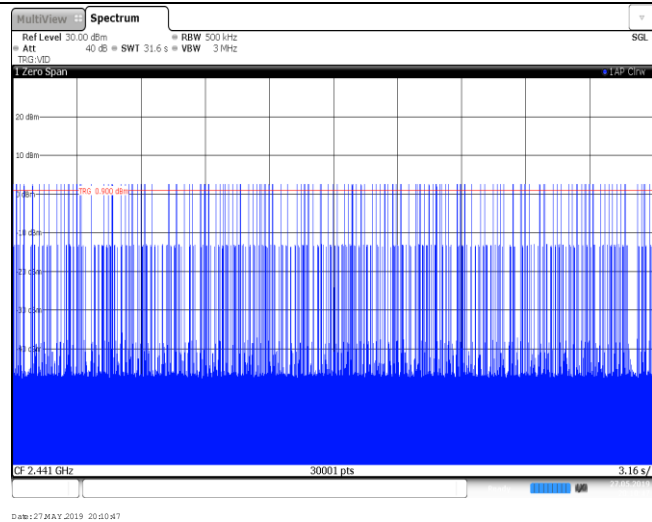 MultiView Spectrum
Ref Level 30.00 dBm RBW 500 kHz SGL
Att 40 dB SWT 31.6 s VBW 3 MHz
TRG:VID
1 Zero Span 1AP Clrw
20 dBm
10 dBm
TRG 0.900 dBm
0 dBm
CF 2.441 GHz 30001 pts 3.16 s/
Date: 27.MAY.2019 20:10:47